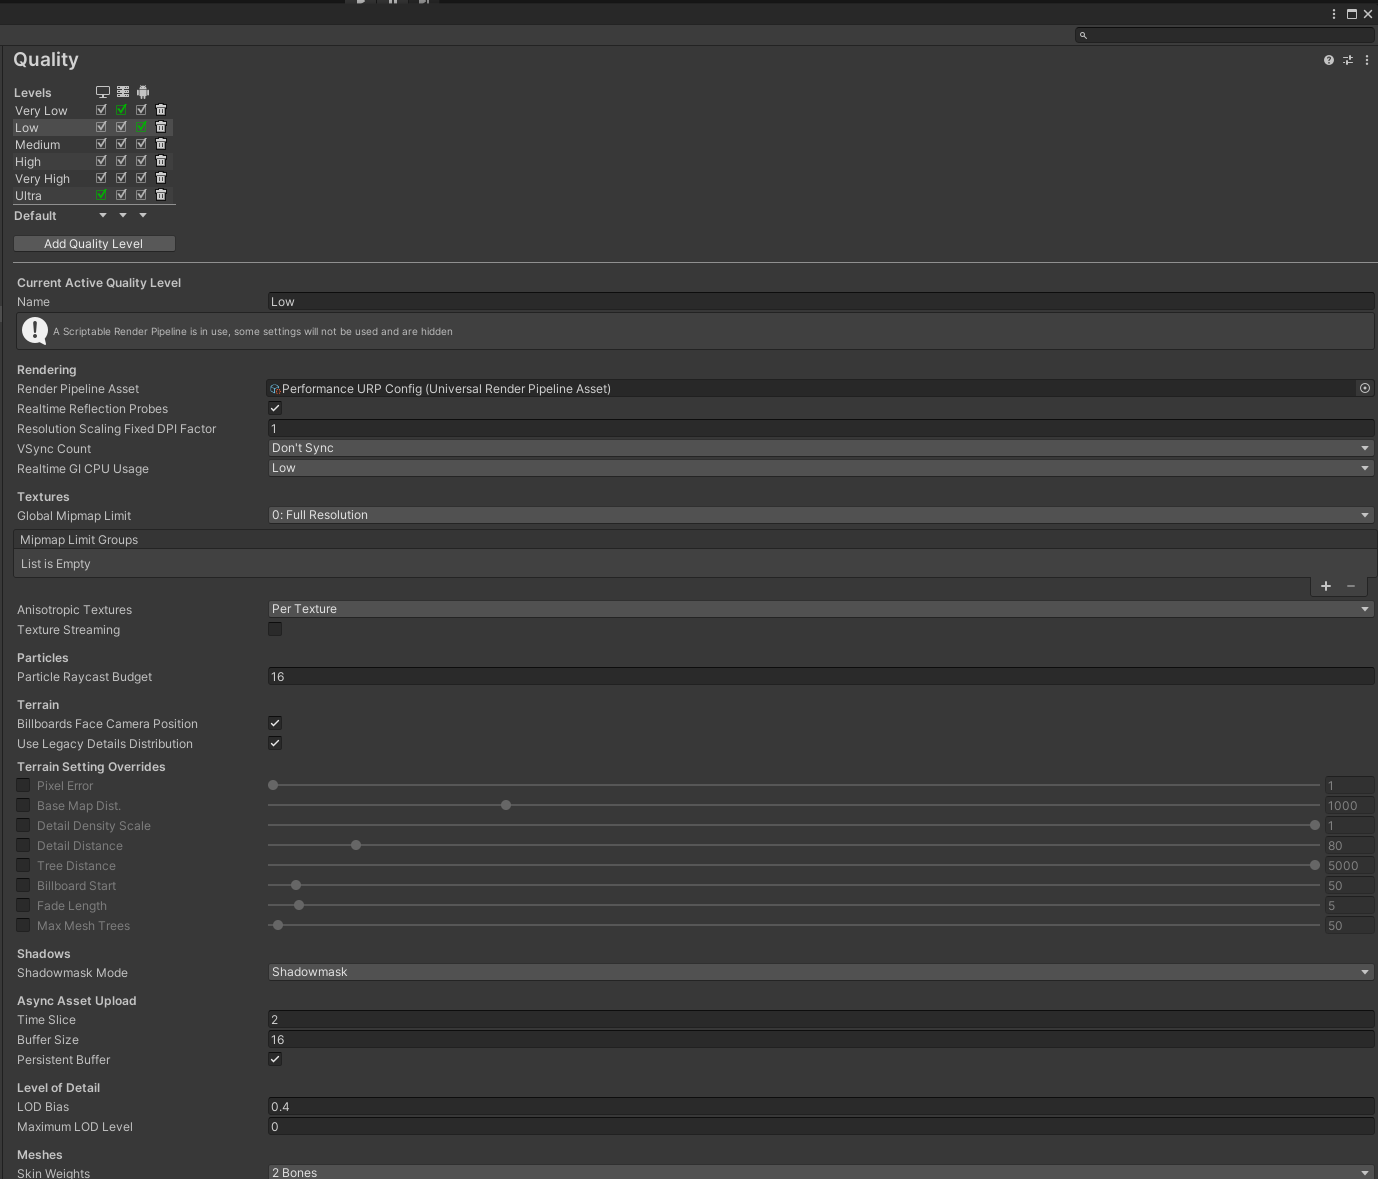 Quality
Levels
Very Low
Low
Medium
High
Very High
Ultra
Default
Add Quality Level
Current Active Quality Level
Name Low
A Scriptable Render Pipeline is in use, some settings will not be used and are hidden
Rendering
Render Pipeline Asset Performance URP Config (Universal Render Pipeline Asset)
Realtime Reflection Probes
Resolution Scaling Fixed DPI Factor 1
VSync Count Don't Sync
Realtime GI CPU Usage Low
Textures
Global Mipmap Limit 0: Full Resolution
Mipmap Limit Groups
List is Empty
Anisotropic Textures Per Texture
Texture Streaming
Particles
Particle Raycast Budget 16
Terrain
Billboards Face Camera Position
Use Legacy Details Distribution
Terrain Setting Overrides
Pixel Error 1
Base Map Dist. 1000
Detail Density Scale 1
Detail Distance 80
Tree Distance 5000
Billboard Start 50
Fade Length 5
Max Mesh Trees 50
Shadows
Shadowmask Mode Shadowmask
Async Asset Upload
Time Slice 2
Buffer Size 16
Persistent Buffer
Level of Detail
LOD Bias 0.4
Maximum LOD Level 0
Meshes
Skin Weights 2 Bones